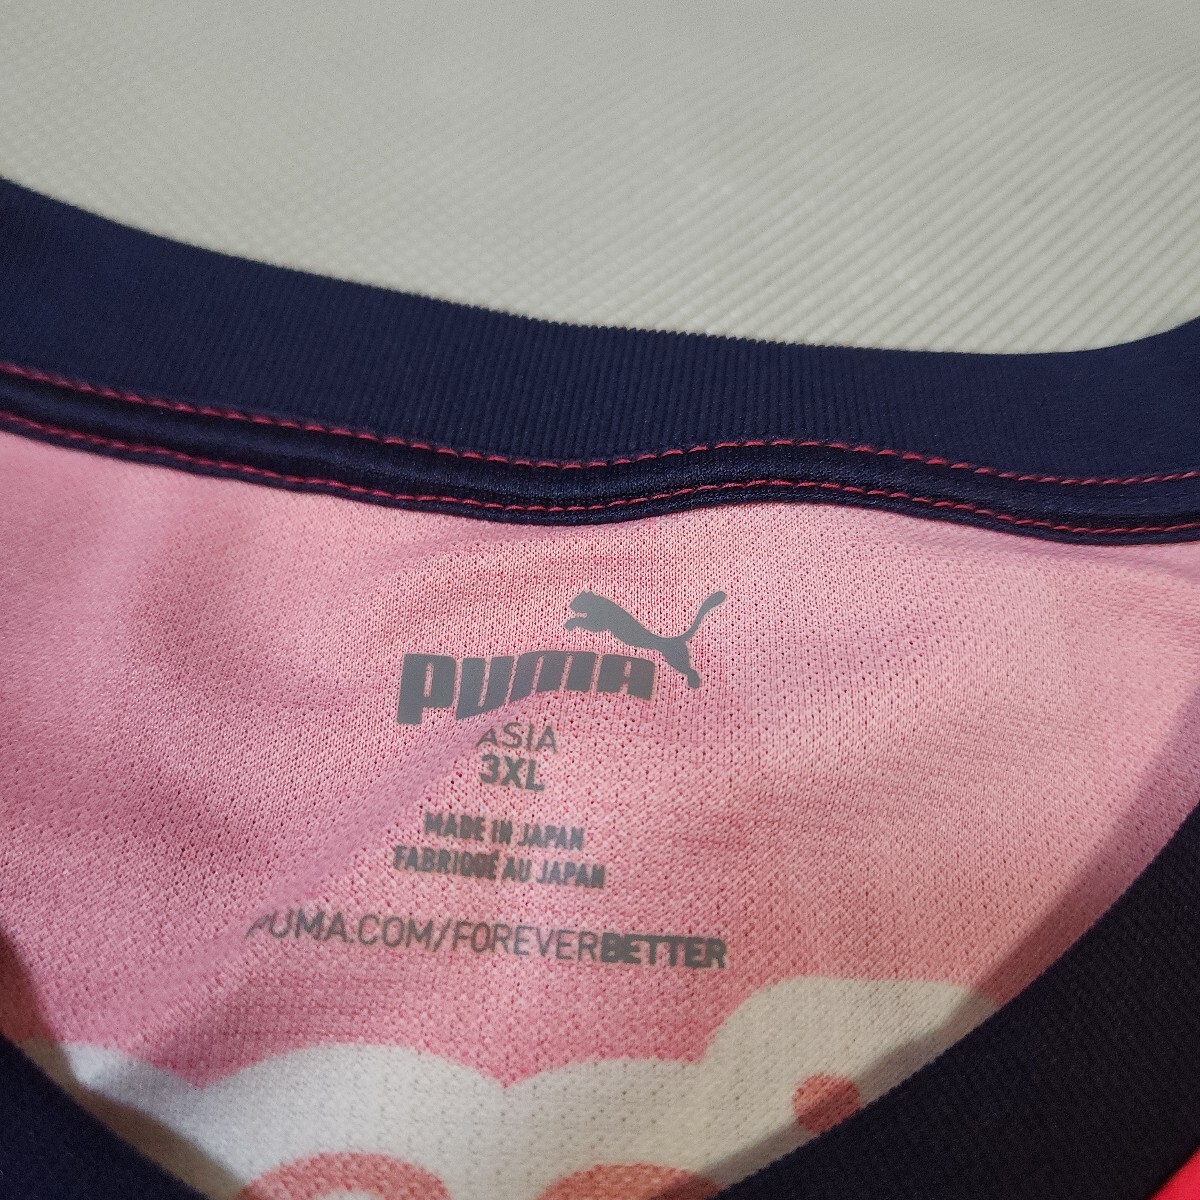 PUMA
ASIA
3XL
MADE IN JAPAN
FABRIQUÉ AU JAPAN
PUMA.COM/FOREVERBETTER